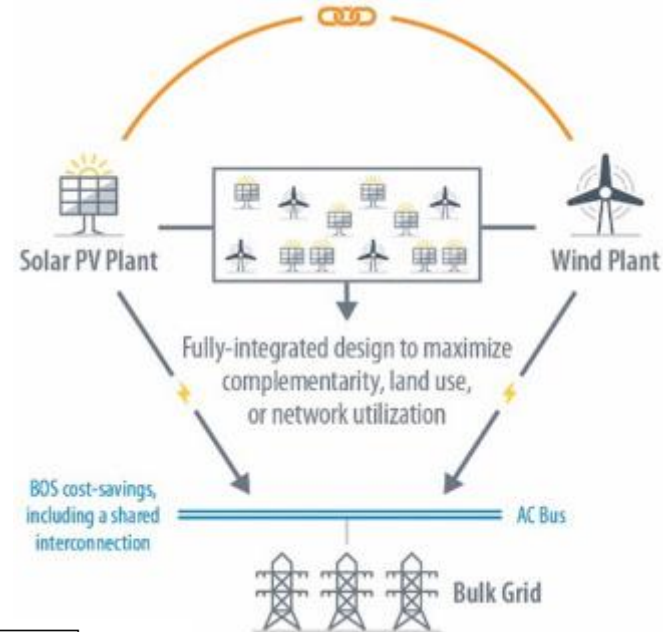 Solar PV Plant
Wind Plant
Fully-integrated design to maximize
complementarity, land use,
or network utilization
BOS cost-savings,
including a shared
interconnection
AC Bus
Bulk Grid